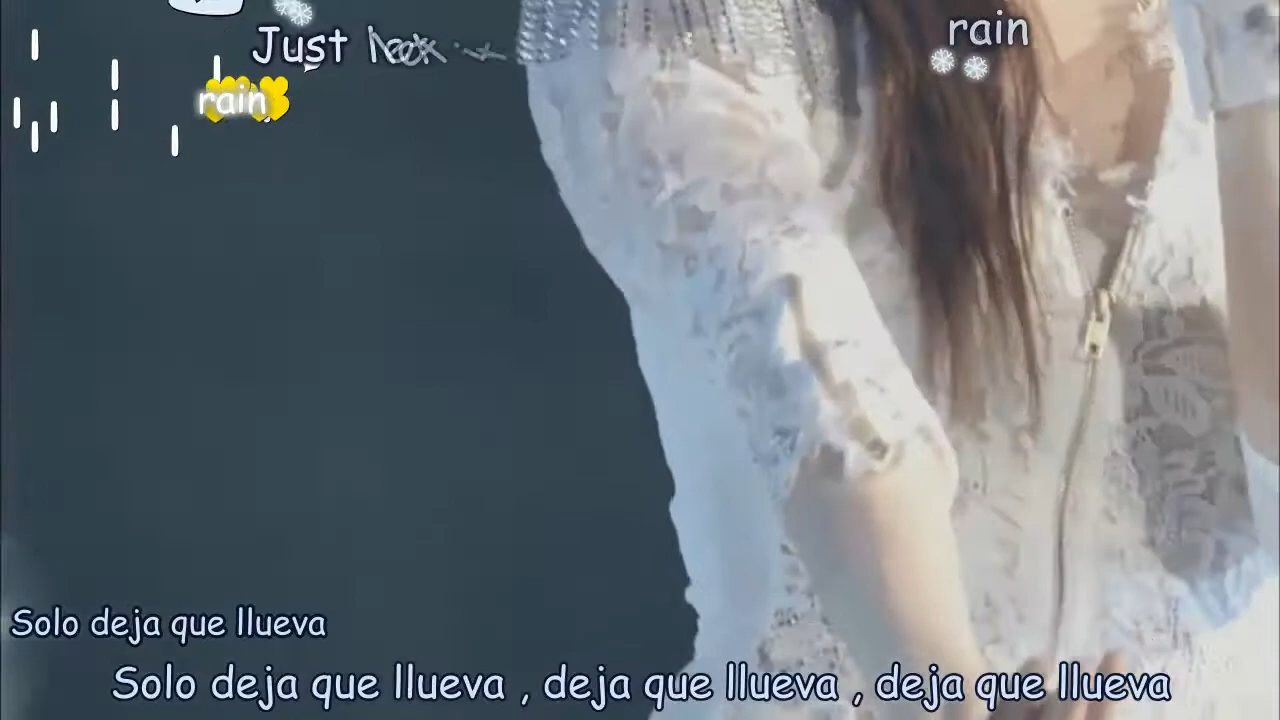 Just rain
rain
Solo deja que llueva
Solo deja que llueva , deja que llueva , deja que llueva